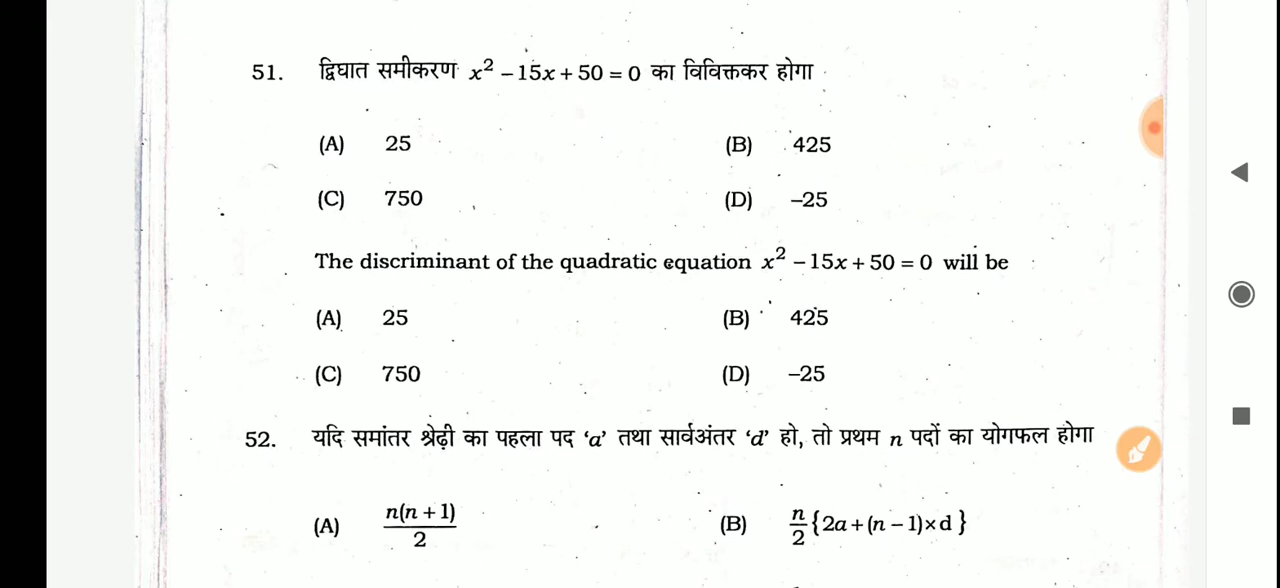 51. द्विघात समीकरण x² – 15x + 50 = 0 का विविक्तकर होगा
(A) 25 (B) 425
(C) 750 (D) –25
The discriminant of the quadratic equation x² – 15x + 50 = 0 will be
(A) 25 (B) 425
(C) 750 (D) –25
52. यदि समांतर श्रेढ़ी का पहला पद ‘a’ तथा सार्वअंतर ‘d’ हो, तो प्रथम n पदों का योगफल होगा
(A) n(n + 1)/2 (B) n/2 {2a + (n – 1)×d}